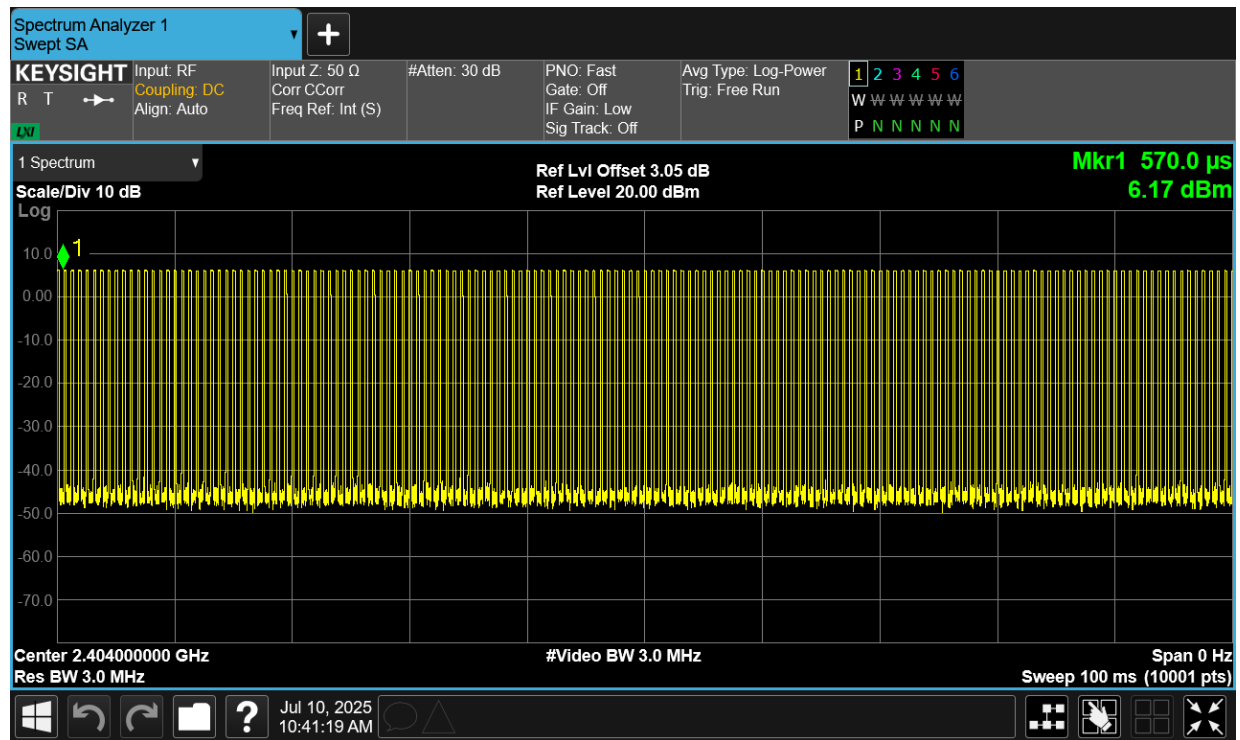 Spectrum Analyzer 1
Swept SA
KEYSIGHT
R T
LXI
Input: RF
Coupling: DC
Align: Auto
Input Z: 50 Ω
Corr CCorr
Freq Ref: Int (S)
#Atten: 30 dB
PNO: Fast
Gate: Off
IF Gain: Low
Sig Track: Off
Avg Type: Log-Power
Trig: Free Run
1 2 3 4 5 6
W W W W W W
P N N N N N
1 Spectrum
Scale/Div 10 dB
Ref Lvl Offset 3.05 dB
Ref Level 20.00 dBm
Mkr1 570.0 µs
6.17 dBm
Log
1
10.0
0.00
-10.0
-20.0
-30.0
-40.0
-50.0
-60.0
-70.0
Center 2.404000000 GHz
Res BW 3.0 MHz
#Video BW 3.0 MHz
Span 0 Hz
Sweep 100 ms (10001 pts)
?
Jul 10, 2025
10:41:19 AM